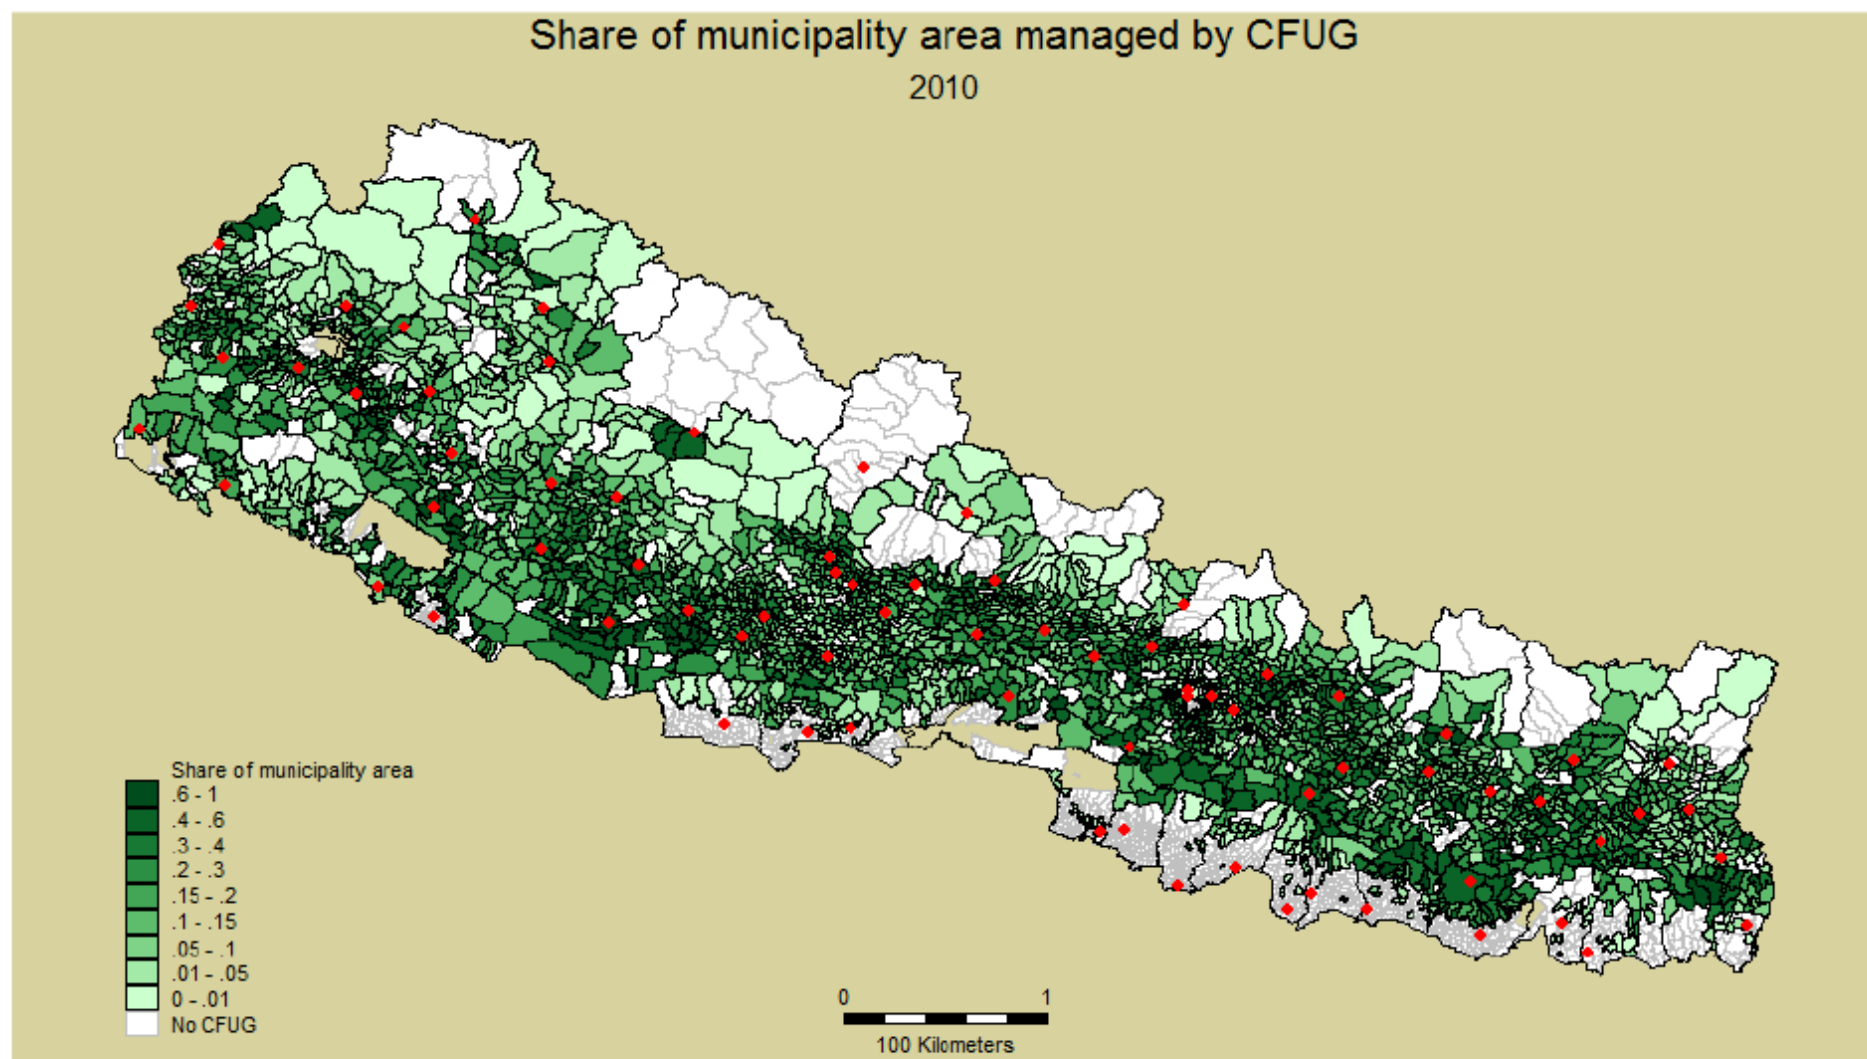 Share of municipality area managed by CFUG
2010
Share of municipality area
.6 - 1
.4 - .6
.3 - .4
.2 - .3
.15 - .2
.1 - .15
.05 - .1
.01 - .05
0 - .01
No CFUG
0 1
100 Kilometers